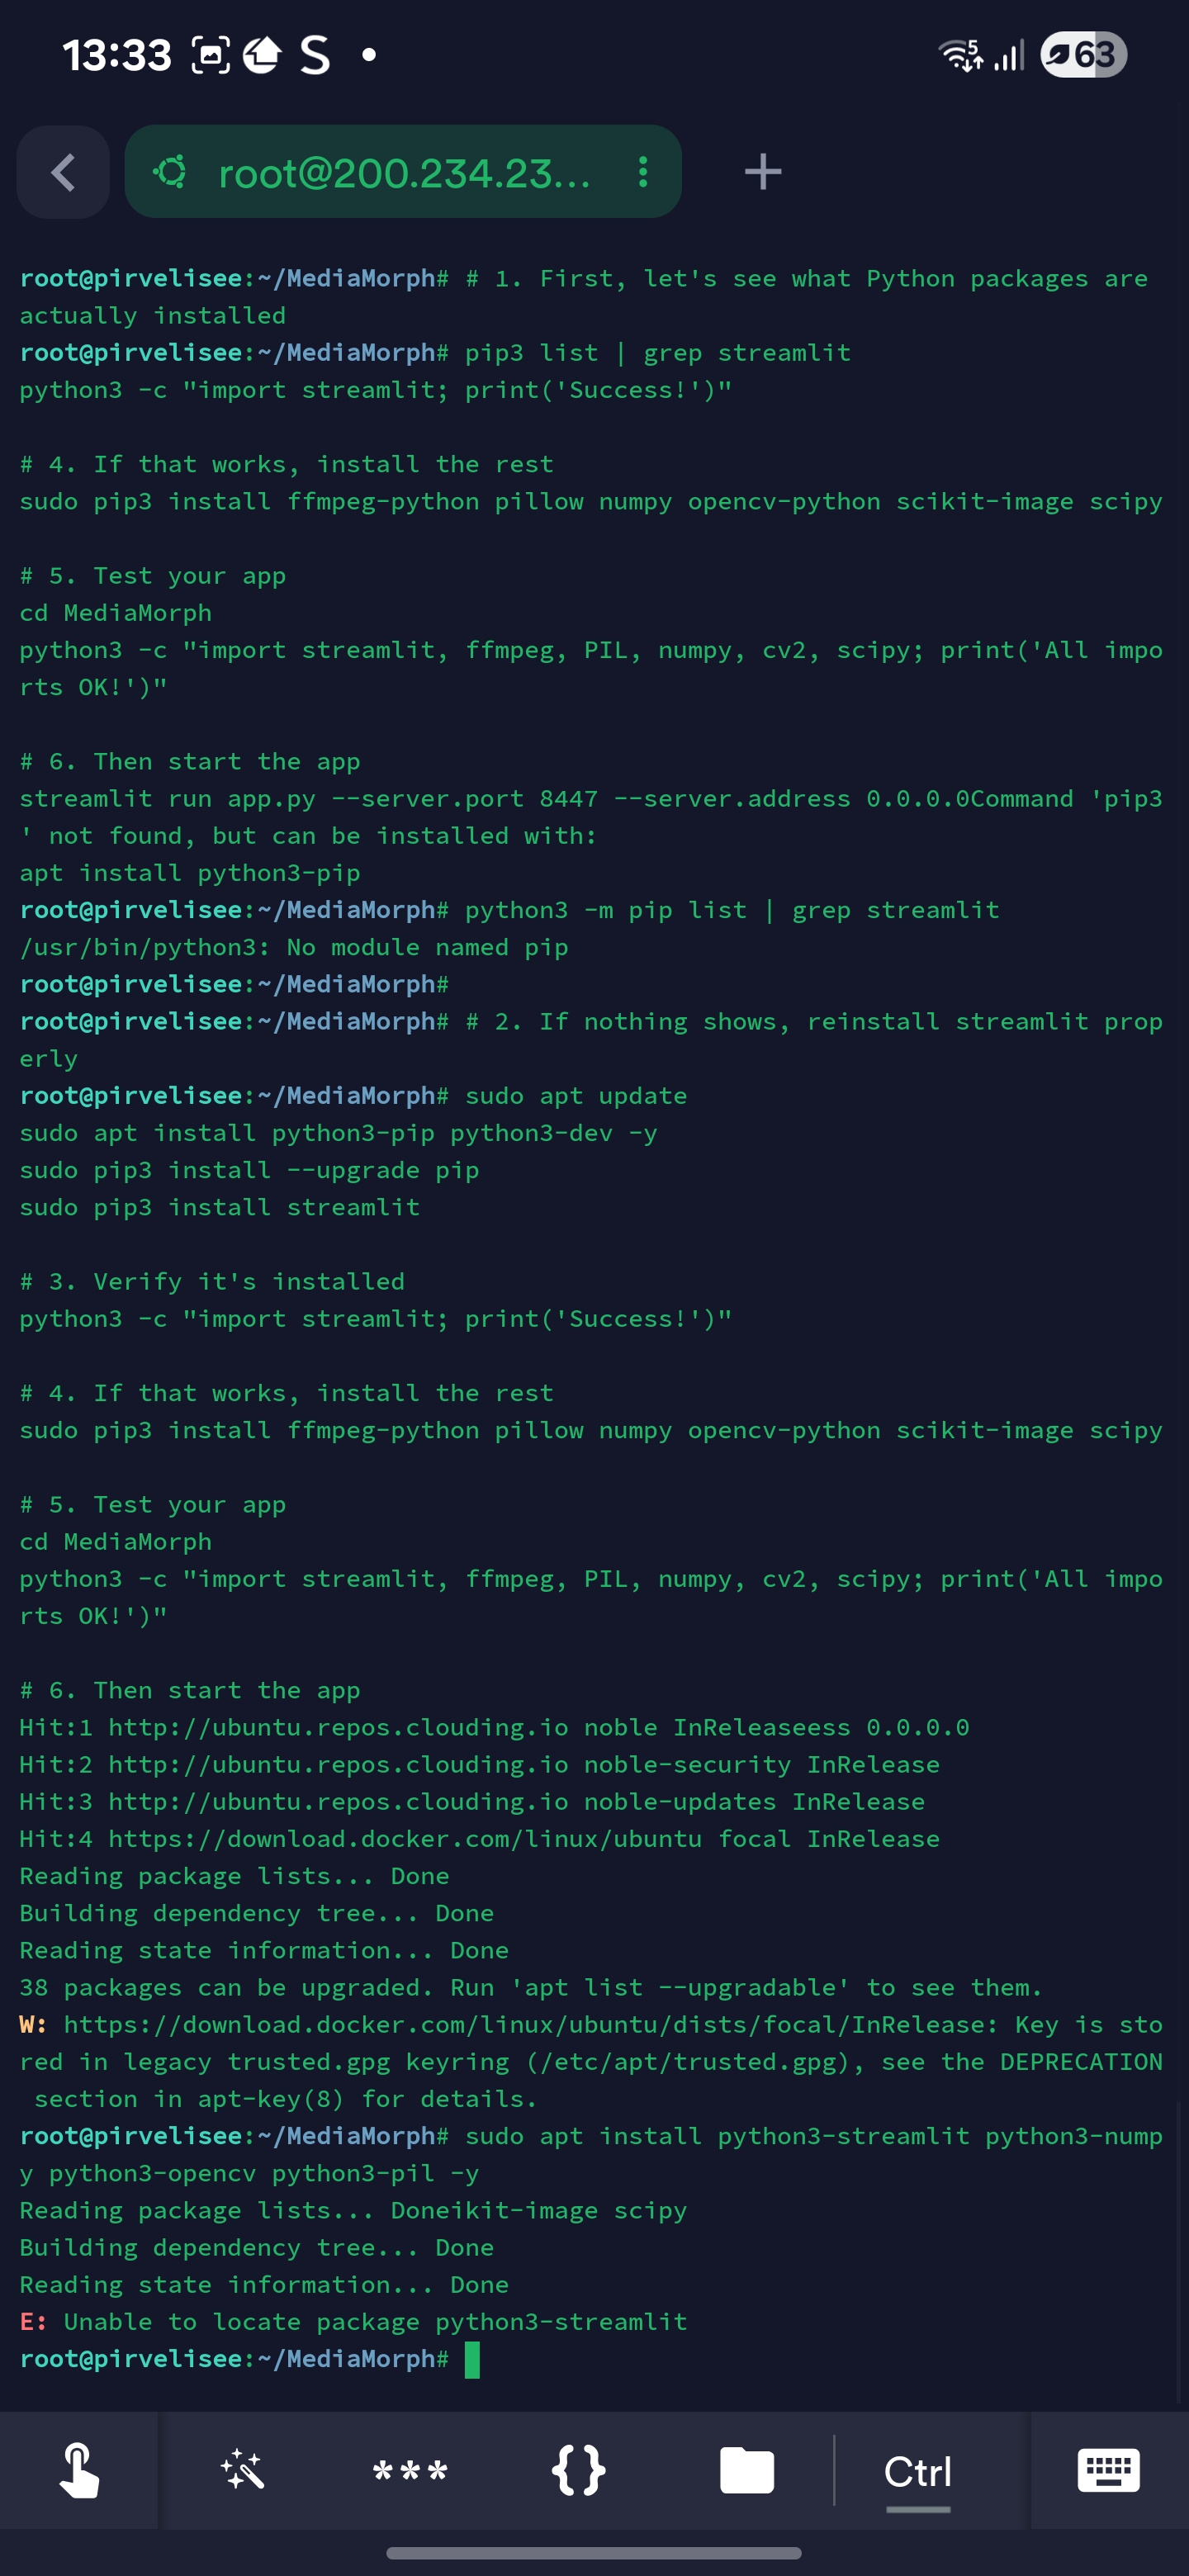 13:33 S 5 63
root@200.234.23...
root@pirvelisee:~/MediaMorph# # 1. First, let's see what Python packages are
actually installed
root@pirvelisee:~/MediaMorph# pip3 list | grep streamlit
python3 -c "import streamlit; print('Success!')"
# 4. If that works, install the rest
sudo pip3 install ffmpeg-python pillow numpy opencv-python scikit-image scipy
# 5. Test your app
cd MediaMorph
python3 -c "import streamlit, ffmpeg, PIL, numpy, cv2, scipy; print('All impo
rts OK!')"
# 6. Then start the app
streamlit run app.py --server.port 8447 --server.address 0.0.0.0Command 'pip3
' not found, but can be installed with:
apt install python3-pip
root@pirvelisee:~/MediaMorph# python3 -m pip list | grep streamlit
/usr/bin/python3: No module named pip
root@pirvelisee:~/MediaMorph#
root@pirvelisee:~/MediaMorph# # 2. If nothing shows, reinstall streamlit prop
erly
root@pirvelisee:~/MediaMorph# sudo apt update
sudo apt install python3-pip python3-dev -y
sudo pip3 install --upgrade pip
sudo pip3 install streamlit
# 3. Verify it's installed
python3 -c "import streamlit; print('Success!')"
# 4. If that works, install the rest
sudo pip3 install ffmpeg-python pillow numpy opencv-python scikit-image scipy
# 5. Test your app
cd MediaMorph
python3 -c "import streamlit, ffmpeg, PIL, numpy, cv2, scipy; print('All impo
rts OK!')"
# 6. Then start the app
Hit:1 http://ubuntu.repos.clouding.io noble InReleaseess 0.0.0.0
Hit:2 http://ubuntu.repos.clouding.io noble-security InRelease
Hit:3 http://ubuntu.repos.clouding.io noble-updates InRelease
Hit:4 https://download.docker.com/linux/ubuntu focal InRelease
Reading package lists... Done
Building dependency tree... Done
Reading state information... Done
38 packages can be upgraded. Run 'apt list --upgradable' to see them.
W: https://download.docker.com/linux/ubuntu/dists/focal/InRelease: Key is sto
red in legacy trusted.gpg keyring (/etc/apt/trusted.gpg), see the DEPRECATION
section in apt-key(8) for details.
root@pirvelisee:~/MediaMorph# sudo apt install python3-streamlit python3-nump
y python3-opencv python3-pil -y
Reading package lists... Doneikit-image scipy
Building dependency tree... Done
Reading state information... Done
E: Unable to locate package python3-streamlit
root@pirvelisee:~/MediaMorph#
*** {} Ctrl